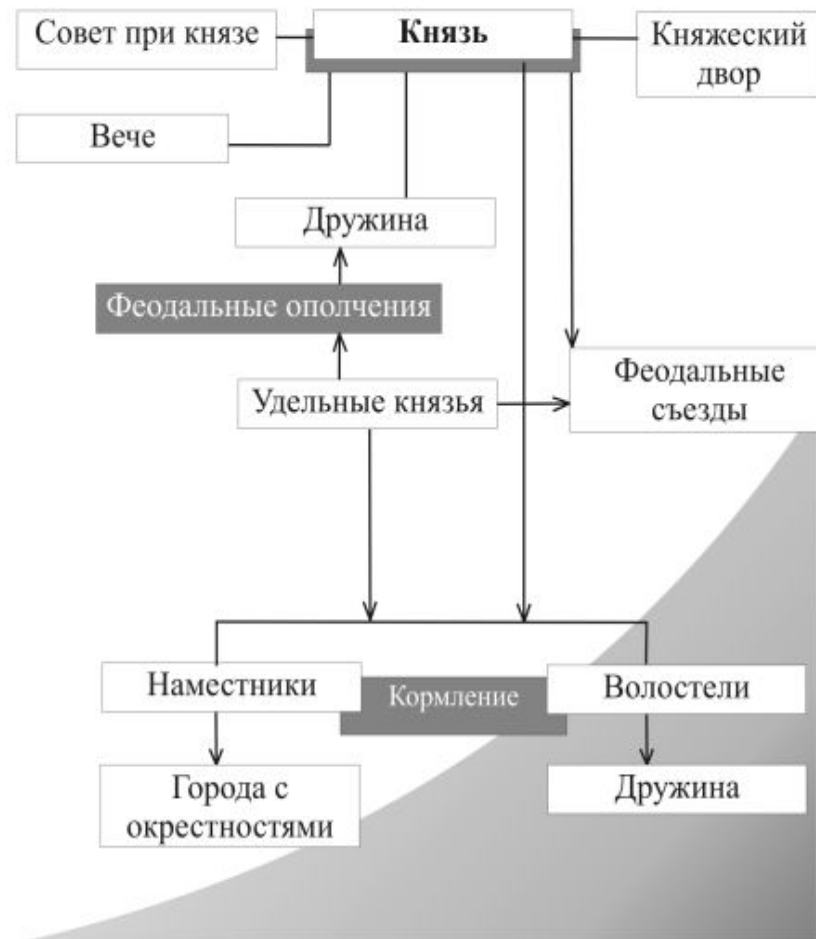 Совет при князе
Князь
Княжеский
двор
Вече
Дружина
Феодальные ополчения
Удельные князья
Феодальные
съезды
Наместники
Кормление
Волостели
Города с
окрестностями
Дружина